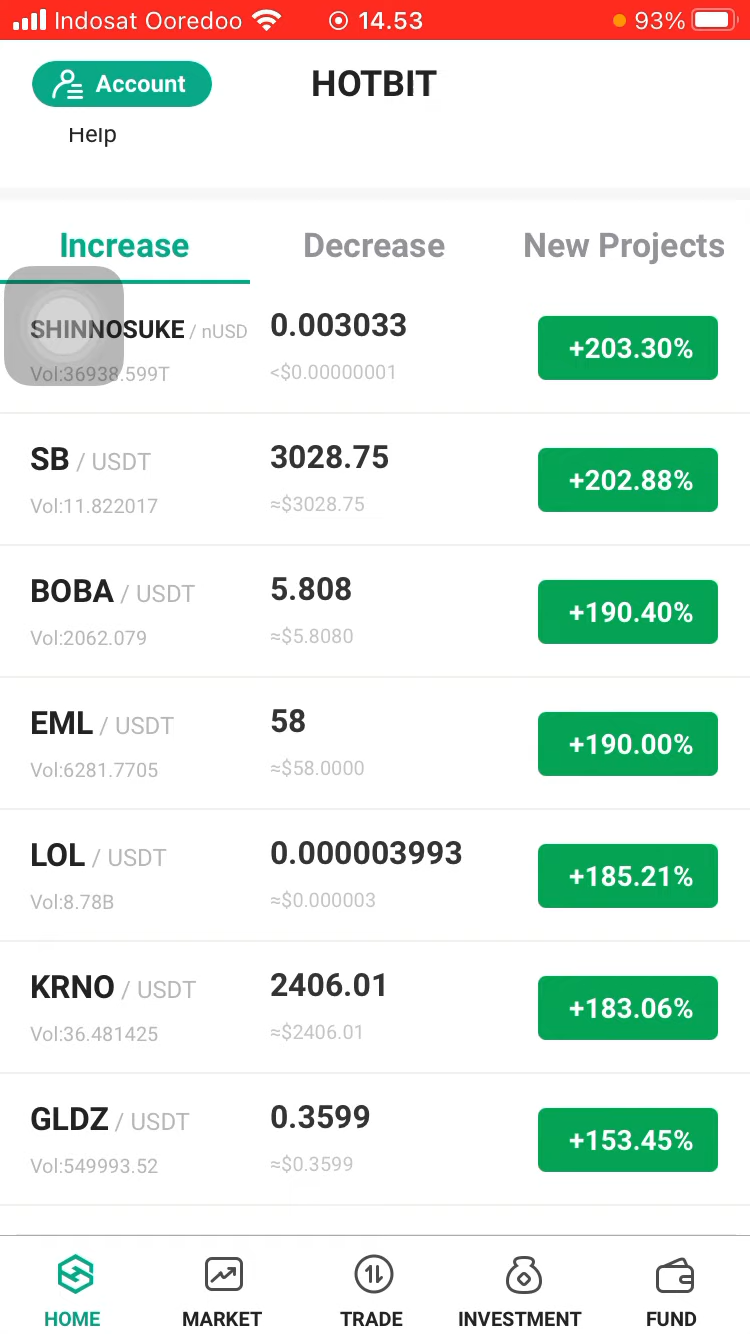 Indosat Ooredoo 14.53 93%
Account HOTBIT
Help
Increase Decrease New Projects
SHINNOSUKE / nUSD 0.003033 +203.30%
Vol:36938.599T <$0.00000001
SB / USDT 3028.75 +202.88%
Vol:11.822017 ≈$3028.75
BOBA / USDT 5.808 +190.40%
Vol:2062.079 ≈$5.8080
EML / USDT 58 +190.00%
Vol:6281.7705 ≈$58.0000
LOL / USDT 0.000003993 +185.21%
Vol:8.78B ≈$0.000003
KRNO / USDT 2406.01 +183.06%
Vol:36.481425 ≈$2406.01
GLDZ / USDT 0.3599 +153.45%
Vol:549993.52 ≈$0.3599
HOME MARKET TRADE INVESTMENT FUND